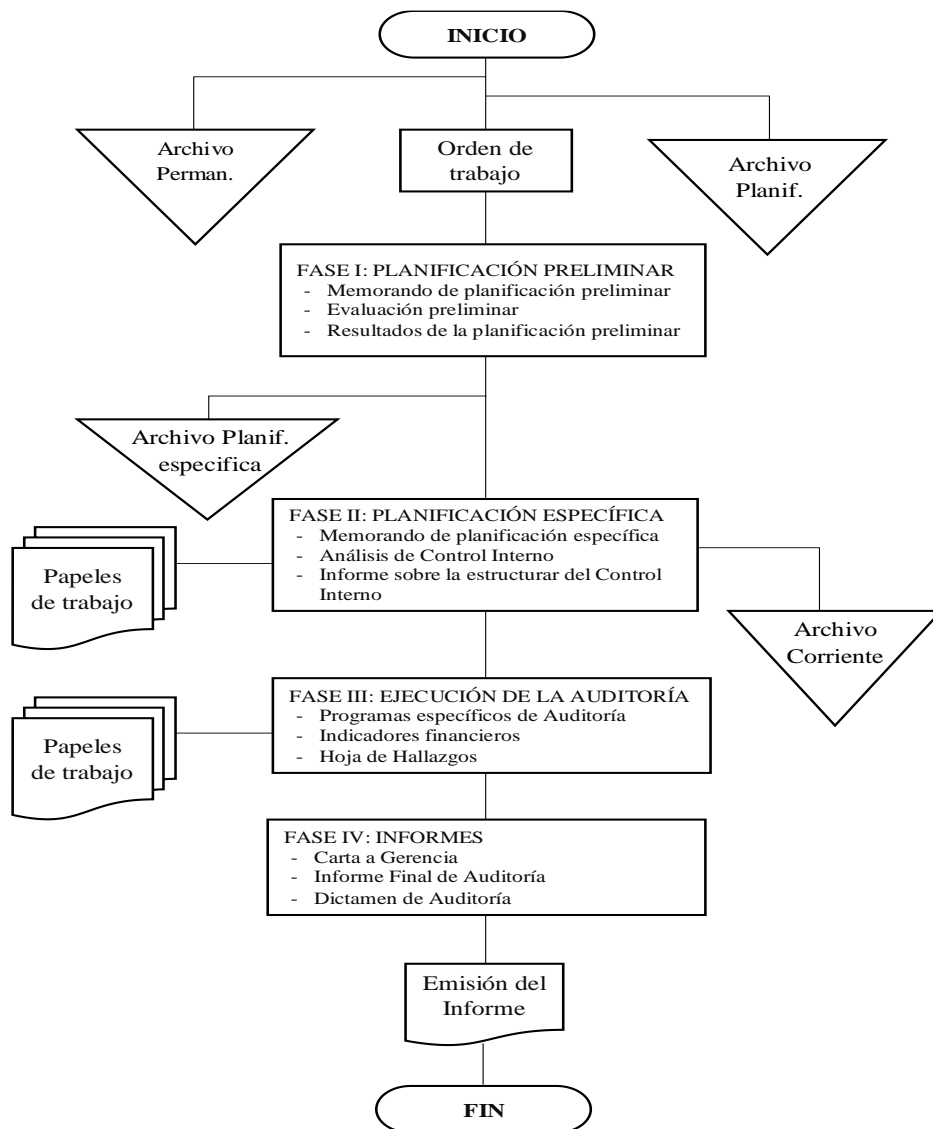 INICIO
Archivo
Perman.
Orden de
trabajo
Archivo
Planif.
FASE I: PLANIFICACIÓN PRELIMINAR
- Memorando de planificación preliminar
- Evaluación preliminar
- Resultados de la planificación preliminar
Archivo Planif.
especifica
FASE II: PLANIFICACIÓN ESPECÍFICA
- Memorando de planificación específica
- Análisis de Control Interno
- Informe sobre la estructurar del Control
Interno
Papeles
de trabajo
Archivo
Corriente
FASE III: EJECUCIÓN DE LA AUDITORÍA
- Programas específicos de Auditoría
- Indicadores financieros
- Hoja de Hallazgos
Papeles
de trabajo
FASE IV: INFORMES
- Carta a Gerencia
- Informe Final de Auditoría
- Dictamen de Auditoría
Emisión del
Informe
FIN